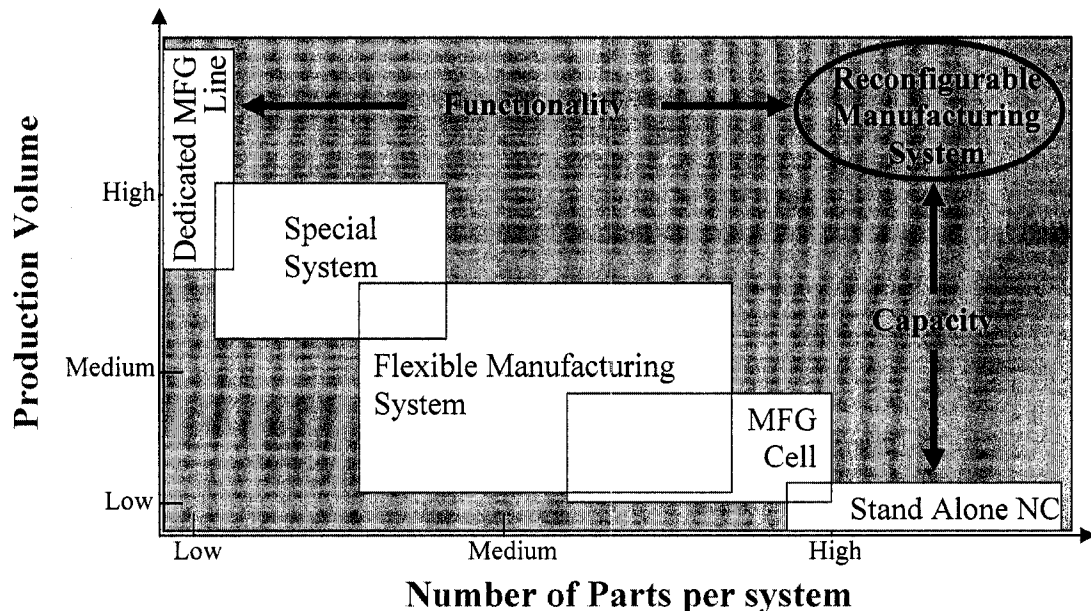 Production Volume
High
Medium
Low
Dedicated MFG
Line
Functionality
Reconfigurable
Manufacturing
System
Special
System
Capacity
Flexible Manufacturing
System
MFG
Cell
Stand Alone NC
Low
Medium
High
Number of Parts per system